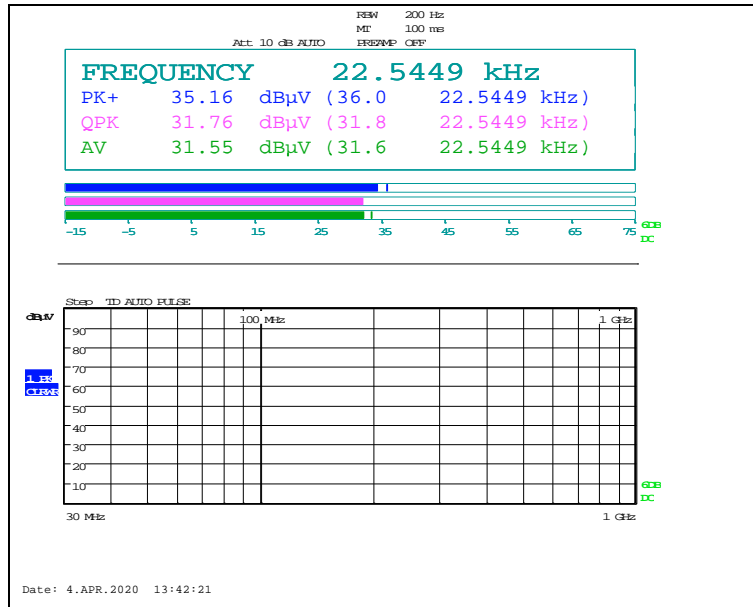 RBW 200 Hz
MT 100 ms
Att 10 dB AUTO PREAMP OFF
FREQUENCY 22.5449 kHz
PK+ 35.16 dBµV (36.0 22.5449 kHz)
QPK 31.76 dBµV (31.8 22.5449 kHz)
AV 31.55 dBµV (31.6 22.5449 kHz)
-15 -5 5 15 25 35 45 55 65 75
6DB
DC
Step TD AUTO PULSE
dBµV 100 MHz 1 GHz
90
80
70
1 PK
CLRWR
60
50
40
30
20
10
6DB
DC
30 MHz 1 GHz
Date: 4.APR.2020 13:42:21